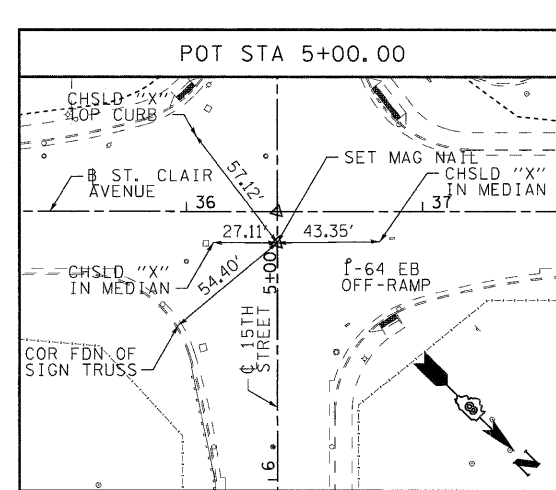 POT STA 5+00.00
CHSLD "X"
TOP CURB
57.12'
SET MAG NAIL
CHSLD "X"
IN MEDIAN
B ST. CLAIR
AVENUE
36
37
27.11'
43.35'
CHSLD "X"
IN MEDIAN
54.40'
5+00
I-64 EB
OFF-RAMP
℄ 15TH
STREET
COR FDN OF
SIGN TRUSS
6
N